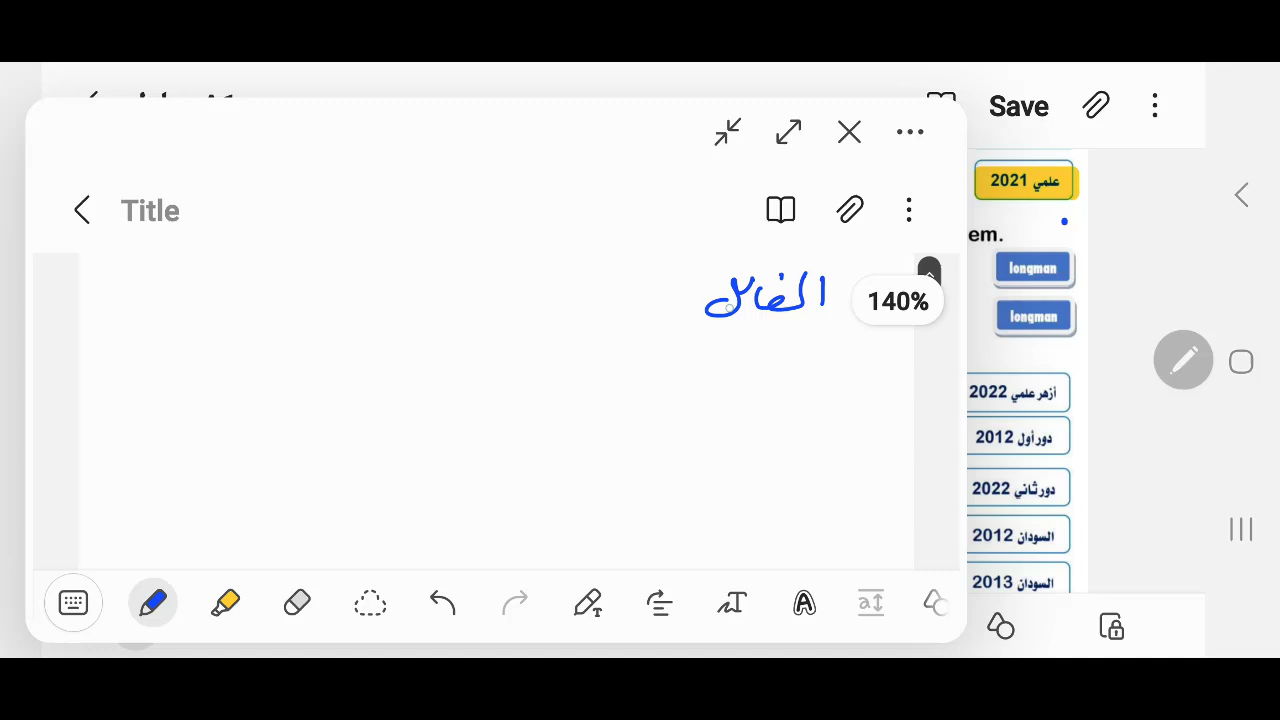 Save
Title
علمي 2021
em.
longman
longman
الفاعل
140%
أزهر علمي 2022
دور أول 2012
دور ثاني 2022
السودان 2012
السودان 2013